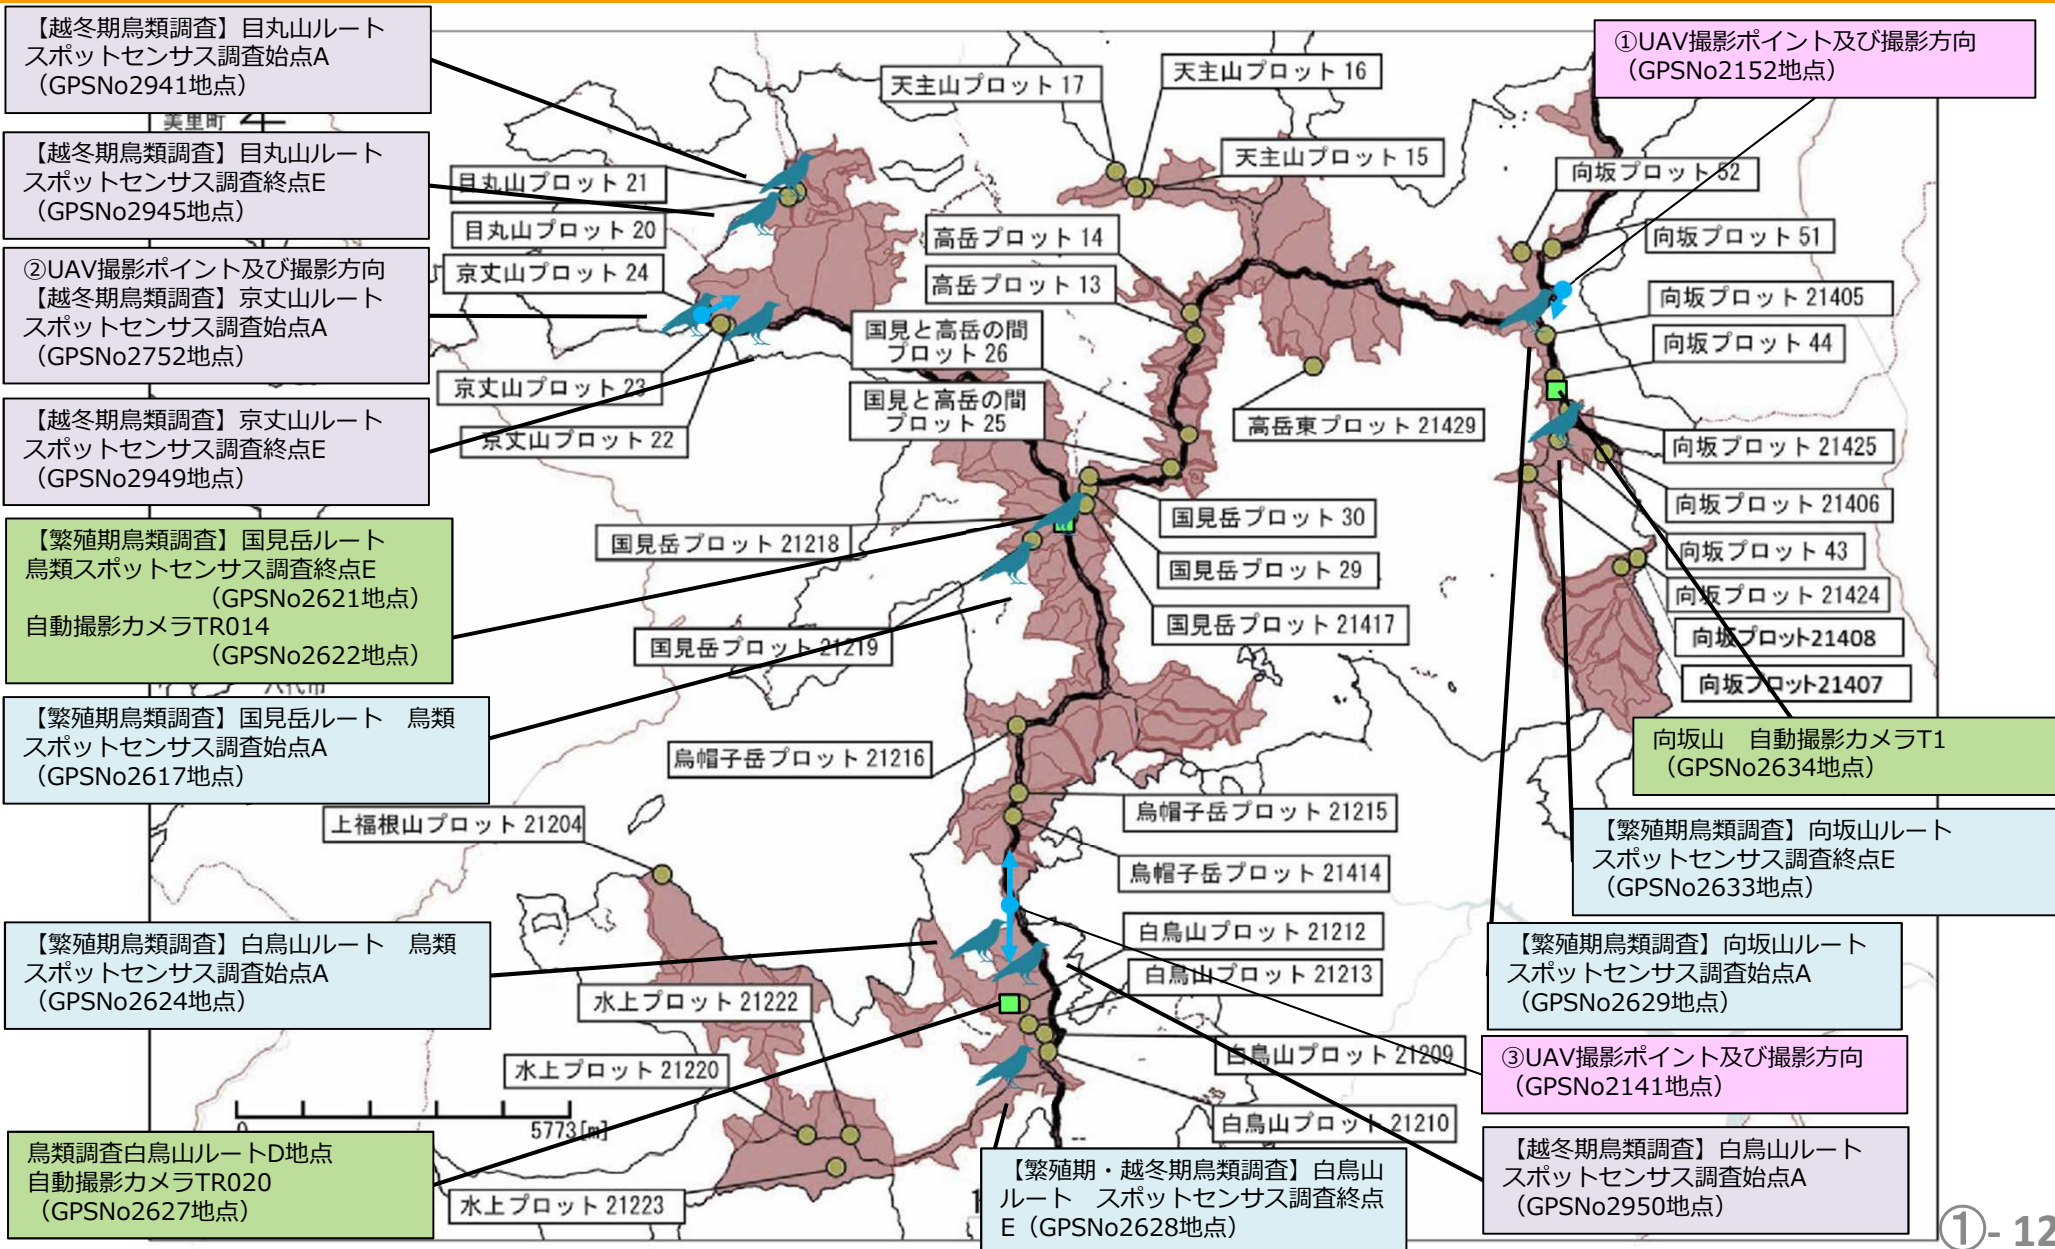 【越冬期鳥類調査】目丸山ルート
スポットセンサス調査始点A
（GPSNo2941地点）
美里町
【越冬期鳥類調査】目丸山ルート
スポットセンサス調査終点E
（GPSNo2945地点）
②UAV撮影ポイント及び撮影方向
【越冬期鳥類調査】京丈山ルート
スポットセンサス調査始点A
（GPSNo2752地点）
【越冬期鳥類調査】京丈山ルート
スポットセンサス調査終点E
（GPSNo2949地点）
【繁殖期鳥類調査】国見岳ルート
鳥類スポットセンサス調査終点E
（GPSNo2621地点）
自動撮影カメラTR014
（GPSNo2622地点）
八代市
【繁殖期鳥類調査】国見岳ルート　鳥類
スポットセンサス調査始点A
（GPSNo2617地点）
【繁殖期鳥類調査】白鳥山ルート　鳥類
スポットセンサス調査始点A
（GPSNo2624地点）
鳥類調査白鳥山ルートD地点
自動撮影カメラTR020
（GPSNo2627地点）
目丸山プロット 21
目丸山プロット 20
京丈山プロット 24
京丈山プロット 23
京丈山プロット 22
天主山プロット 17
天主山プロット 16
天主山プロット 15
高岳プロット 14
高岳プロット 13
国見と高岳の間
プロット 26
国見と高岳の間
プロット 25
高岳東プロット 21429
国見岳プロット 21218
国見岳プロット 21219
国見岳プロット 30
国見岳プロット 29
国見岳プロット 21417
烏帽子岳プロット 21216
烏帽子岳プロット 21215
烏帽子岳プロット 21414
上福根山プロット 21204
水上プロット 21222
水上プロット 21220
水上プロット 21223
0
5773[m]
白鳥山プロット 21212
白鳥山プロット 21213
白鳥山プロット 21209
白鳥山プロット 21210
①UAV撮影ポイント及び撮影方向
（GPSNo2152地点）
向坂プロット 52
向坂プロット 51
向坂プロット 21405
向坂プロット 44
向坂プロット 21425
向坂プロット 21406
向坂プロット 43
向坂プロット 21424
向坂プロット21408
向坂プロット21407
向坂山　自動撮影カメラT1
（GPSNo2634地点）
【繁殖期鳥類調査】向坂山ルート
スポットセンサス調査終点E
（GPSNo2633地点）
【繁殖期鳥類調査】向坂山ルート
スポットセンサス調査始点A
（GPSNo2629地点）
③UAV撮影ポイント及び撮影方向
（GPSNo2141地点）
【越冬期鳥類調査】白鳥山ルート
スポットセンサス調査始点A
（GPSNo2950地点）
【繁殖期・越冬期鳥類調査】白鳥山
ルート　スポットセンサス調査終点
E（GPSNo2628地点）
①- 12